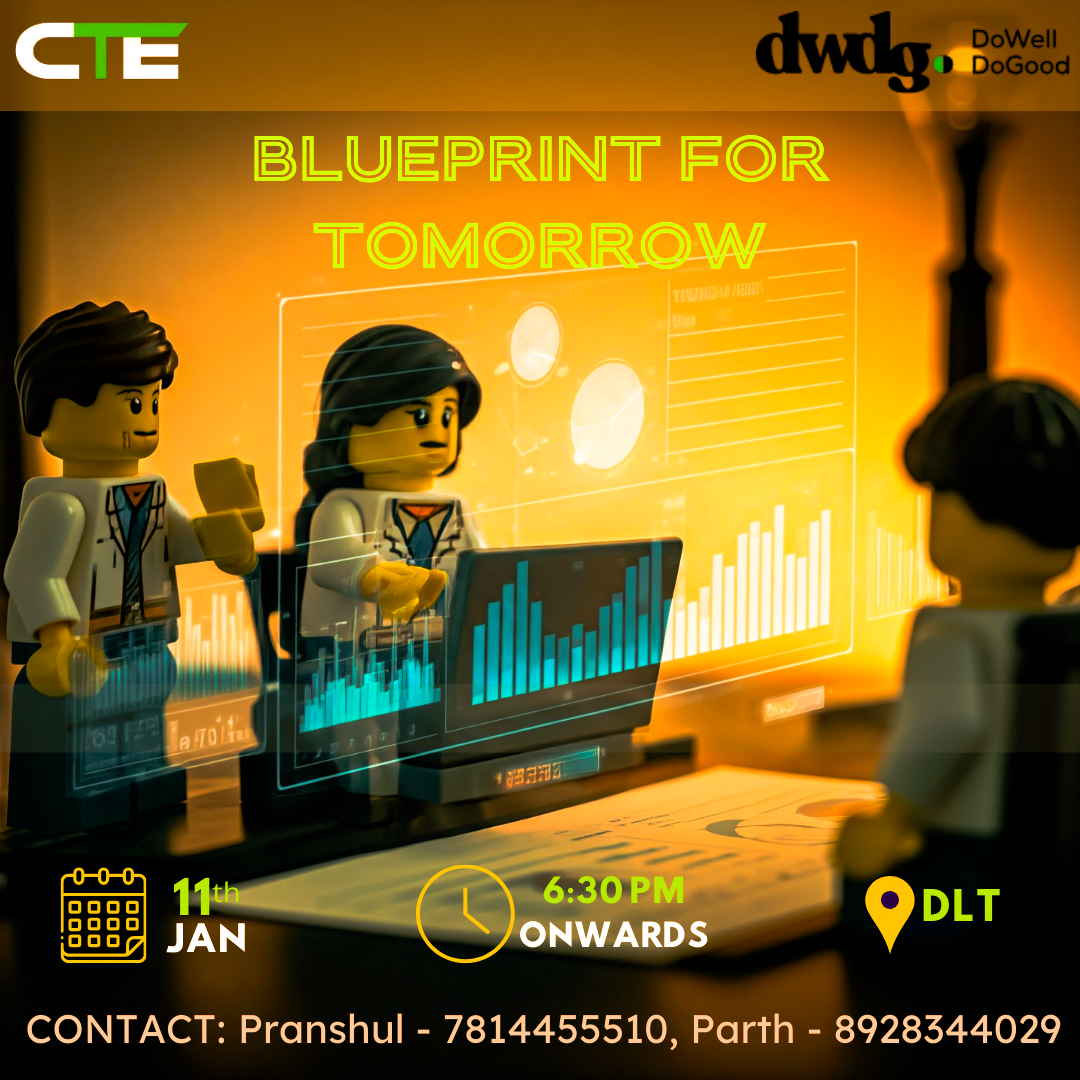 CTE
dwdg.
DoWell
DoGood
BLUEPRINT FOR
TOMORROW
11th
JAN
6:30 PM
ONWARDS
DLT
CONTACT: Pranshul - 7814455510, Parth - 8928344029